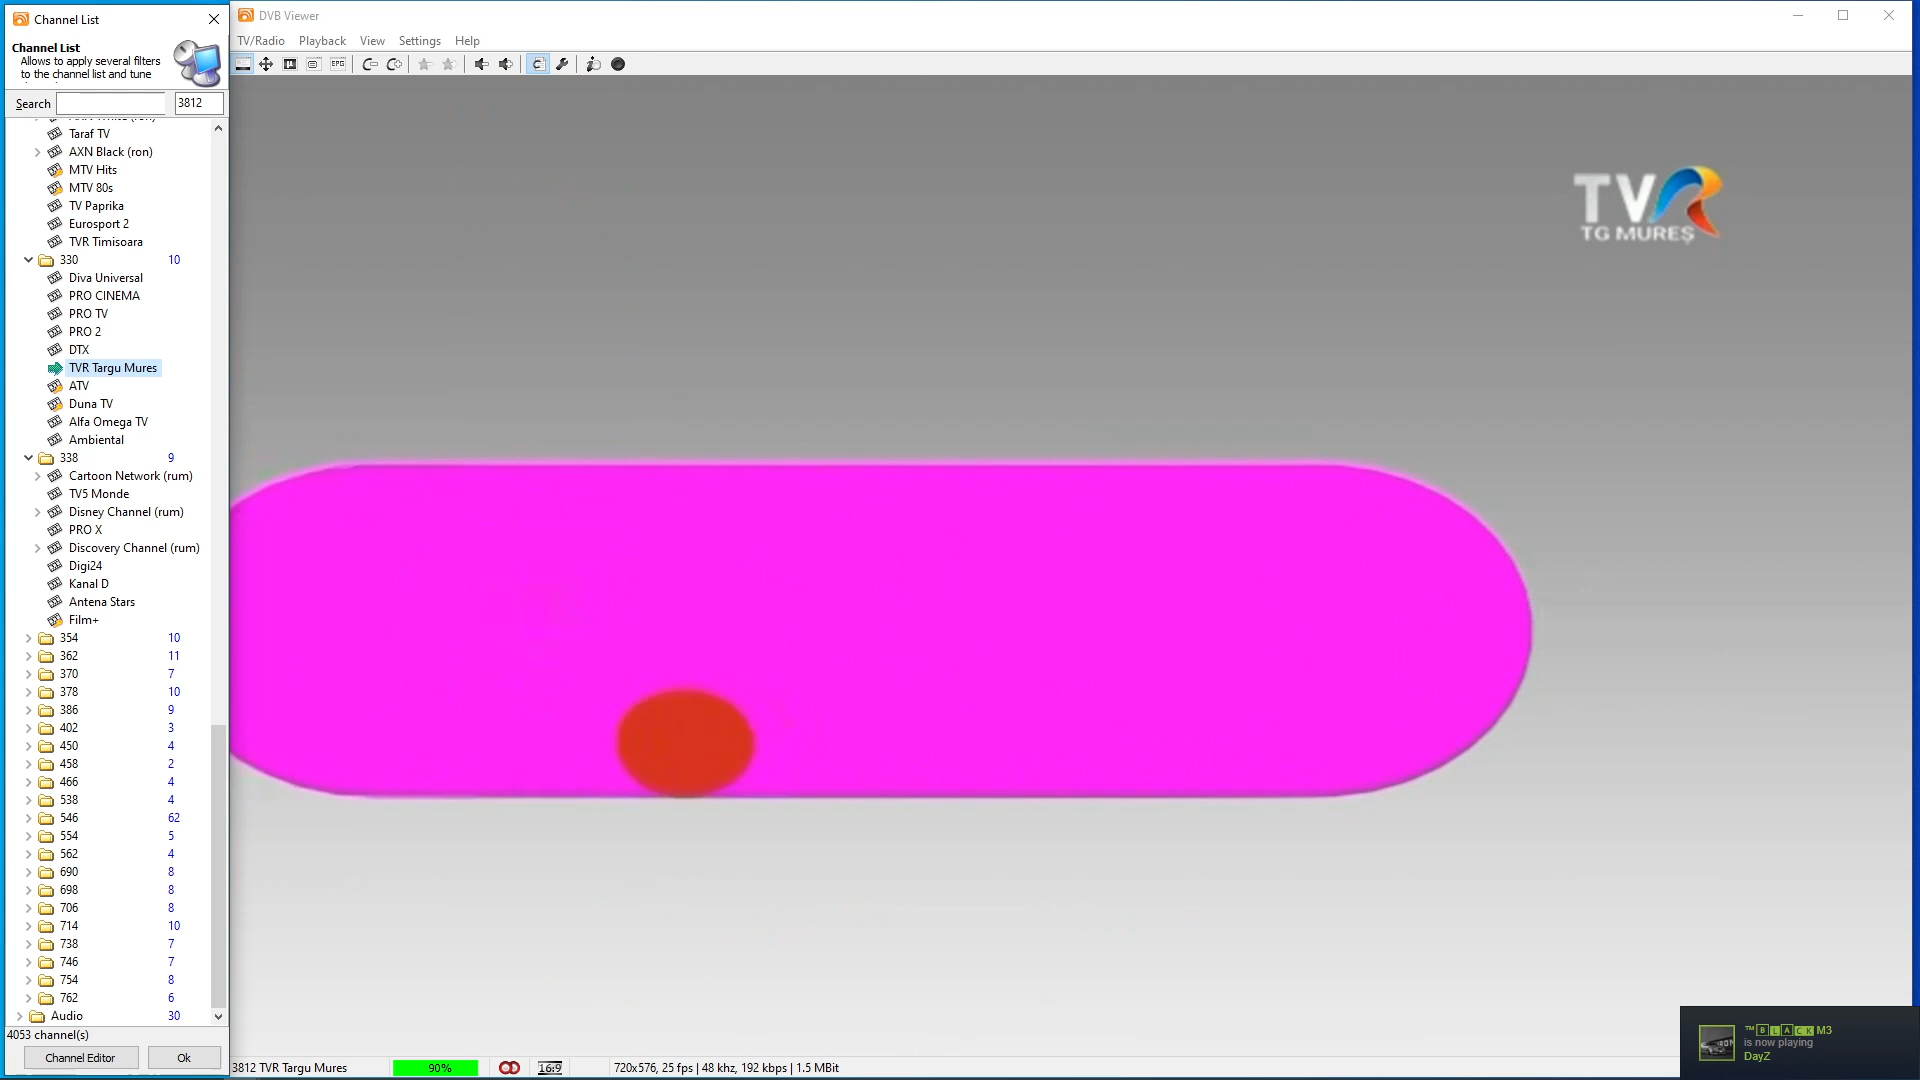 Channel List
DVB Viewer
TV/Radio Playback View Settings Help
Channel List
Allows to apply several filters
to the channel list and tune
EPG
Search 3812
Taraf TV
AXN Black (ron)
MTV Hits
MTV 80s
TV Paprika
Eurosport 2
TVR Timisoara
330 10
Diva Universal
PRO CINEMA
PRO TV
PRO 2
DTX
TVR Targu Mures
ATV
Duna TV
Alfa Omega TV
Ambiental
338 9
Cartoon Network (rum)
TV5 Monde
Disney Channel (rum)
PRO X
Discovery Channel (rum)
Digi24
Kanal D
Antena Stars
Film+
354 10
362 11
370 7
378 10
386 9
402 3
450 4
458 2
466 4
538 4
546 62
554 5
562 4
690 8
698 8
706 8
714 10
738 7
746 7
754 8
762 6
Audio 30
4053 channel(s)
Channel Editor Ok
TVR
TG MUREȘ
3812 TVR Targu Mures 90% 16:9 720x576, 25 fps | 48 khz, 192 kbps | 1.5 MBit
™BLACK M3
is now playing
DayZ